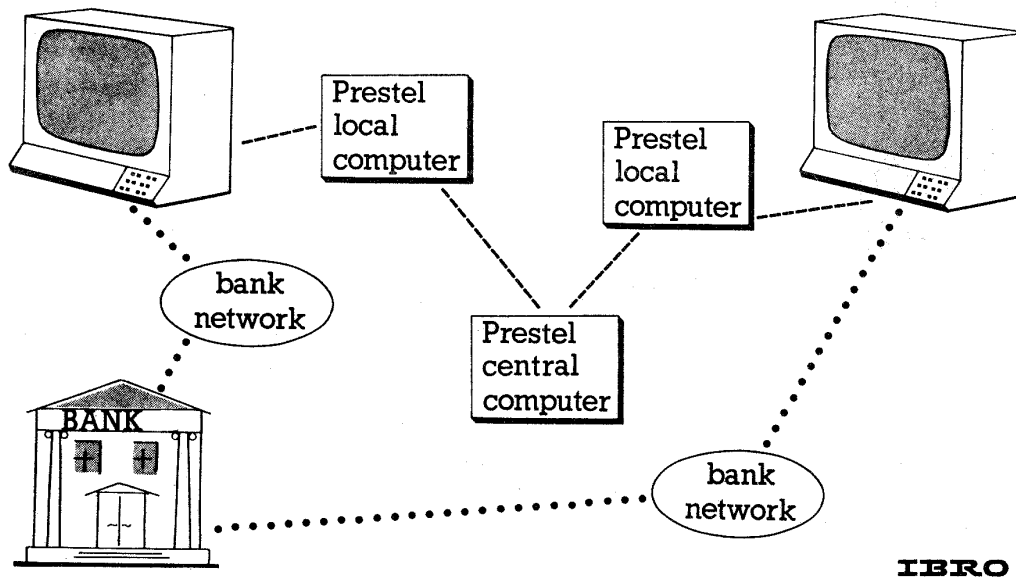 Prestel
local
computer
Prestel
local
computer
bank
network
Prestel
central
computer
BANK
bank
network
IBRO